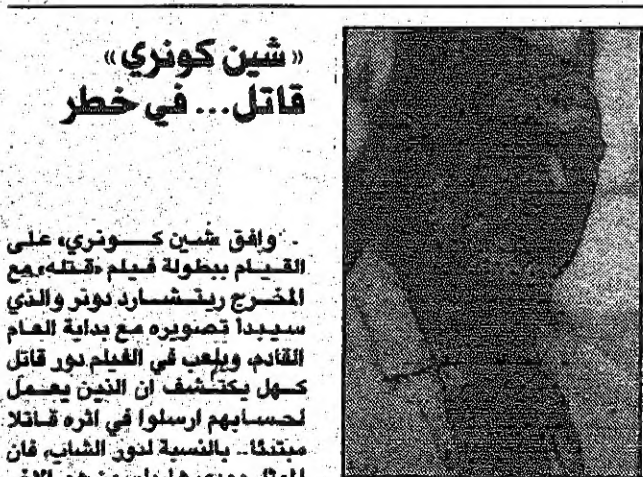 «شين كونري»
قاتل... في خطر
وافق «شين كونري» على
القيام ببطولة فيلم «قتله» مع
المخرج ريتشارد دونر والذي
سيبدأ تصويره مع بداية العام
القادم، ويلعب في الفيلم دور قاتل
كهل يكتشف ان الذين يعمل
لحسابهم ارسلوا في اثره قاتلا
مبتدئا.. بالنسبة لدور الشاب، فان